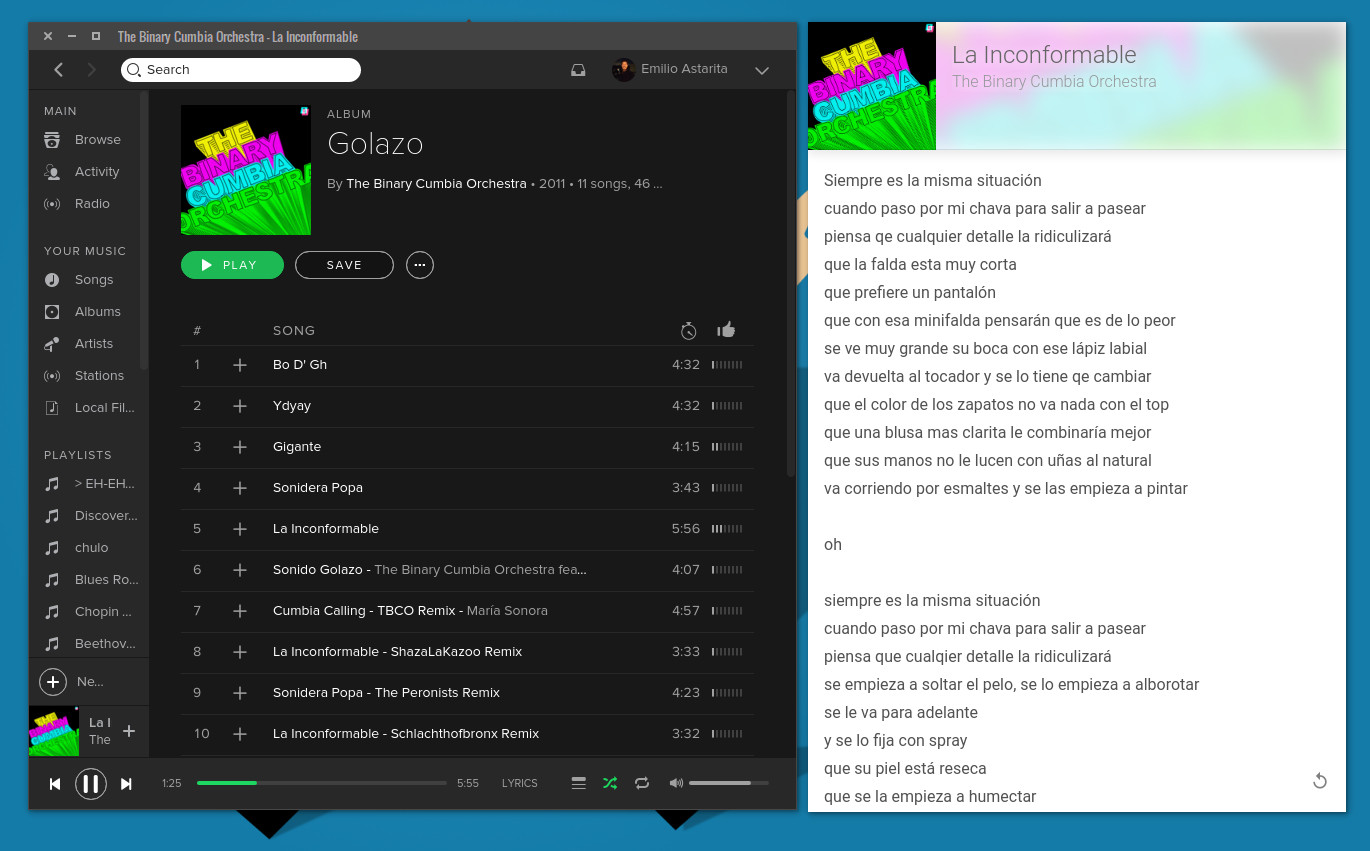 The Binary Cumbia Orchestra - La Inconformable
Search
Emilio Astarita
MAIN
Browse
Activity
Radio
YOUR MUSIC
Songs
Albums
Artists
Stations
Local Fil...
PLAYLISTS
> EH-EH...
Discover...
chulo
Blues Ro...
Chopin ...
Beethov...
Ne...
La I
The
THE
BINARY
CUMBIA
ORCHESTRA
ALBUM
Golazo
By The Binary Cumbia Orchestra • 2011 • 11 songs, 46 ...
PLAY
SAVE
# SONG
1 Bo D' Gh 4:32
2 Ydyay 4:32
3 Gigante 4:15
4 Sonidera Popa 3:43
5 La Inconformable 5:56
6 Sonido Golazo - The Binary Cumbia Orchestra fea... 4:07
7 Cumbia Calling - TBCO Remix - María Sonora 4:57
8 La Inconformable - ShazaLaKazoo Remix 3:33
9 Sonidera Popa - The Peronists Remix 4:23
10 La Inconformable - Schlachthofbronx Remix 3:32
1:25 5:55 LYRICS
THE
BINARY
CUMBIA
ORCHESTRA
La Inconformable
The Binary Cumbia Orchestra
Siempre es la misma situación
cuando paso por mi chava para salir a pasear
piensa qe cualquier detalle la ridiculizará
que la falda esta muy corta
que prefiere un pantalón
que con esa minifalda pensarán que es de lo peor
se ve muy grande su boca con ese lápiz labial
va devuelta al tocador y se lo tiene qe cambiar
que el color de los zapatos no va nada con el top
que una blusa mas clarita le combinaría mejor
que sus manos no le lucen con uñas al natural
va corriendo por esmaltes y se las empieza a pintar
oh
siempre es la misma situación
cuando paso por mi chava para salir a pasear
piensa que cualqier detalle la ridiculizará
se empieza a soltar el pelo, se lo empieza a alborotar
se le va para adelante
y se lo fija con spray
que su piel está reseca
que se la empieza a humectar